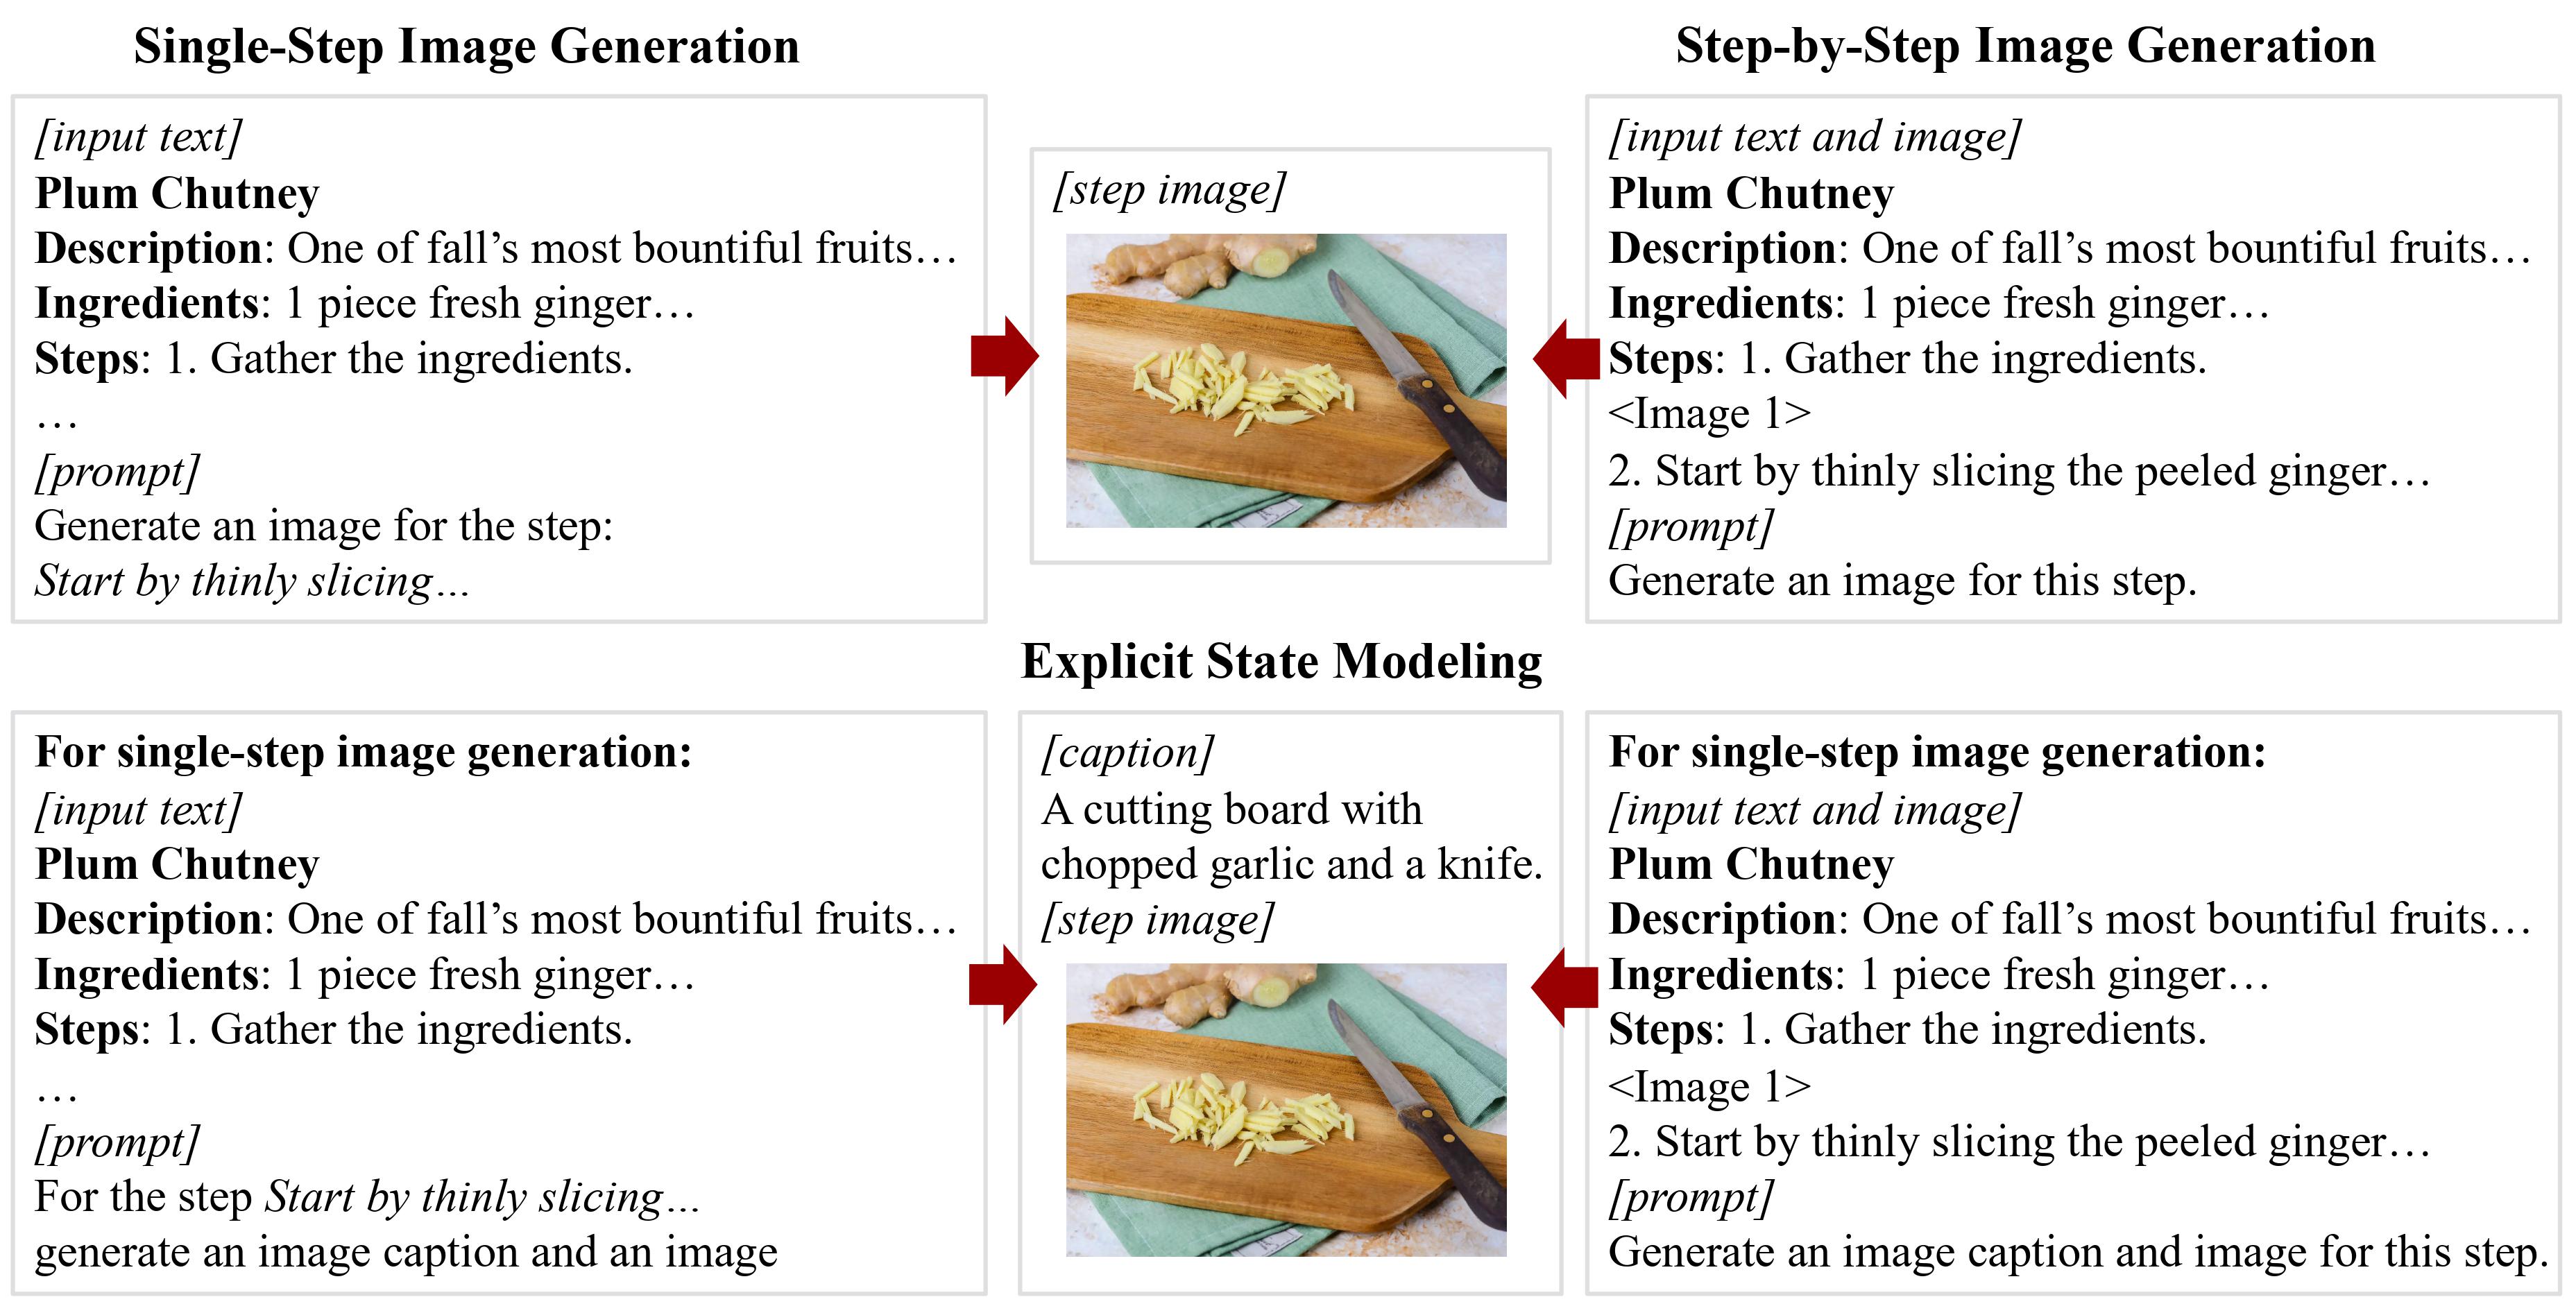 Single-Step Image Generation
[input text]
Plum Chutney
Description: One of fall’s most bountiful fruits…
Ingredients: 1 piece fresh ginger…
Steps: 1. Gather the ingredients.
…
[prompt]
Generate an image for the step:
Start by thinly slicing…
[step image]
Step-by-Step Image Generation
[input text and image]
Plum Chutney
Description: One of fall’s most bountiful fruits…
Ingredients: 1 piece fresh ginger…
Steps: 1. Gather the ingredients.
<Image 1>
2. Start by thinly slicing the peeled ginger…
[prompt]
Generate an image for this step.
Explicit State Modeling
For single-step image generation:
[input text]
Plum Chutney
Description: One of fall’s most bountiful fruits…
Ingredients: 1 piece fresh ginger…
Steps: 1. Gather the ingredients.
…
[prompt]
For the step Start by thinly slicing…
generate an image caption and an image
[caption]
A cutting board with
chopped garlic and a knife.
[step image]
For single-step image generation:
[input text and image]
Plum Chutney
Description: One of fall’s most bountiful fruits…
Ingredients: 1 piece fresh ginger…
Steps: 1. Gather the ingredients.
<Image 1>
2. Start by thinly slicing the peeled ginger…
[prompt]
Generate an image caption and image for this step.